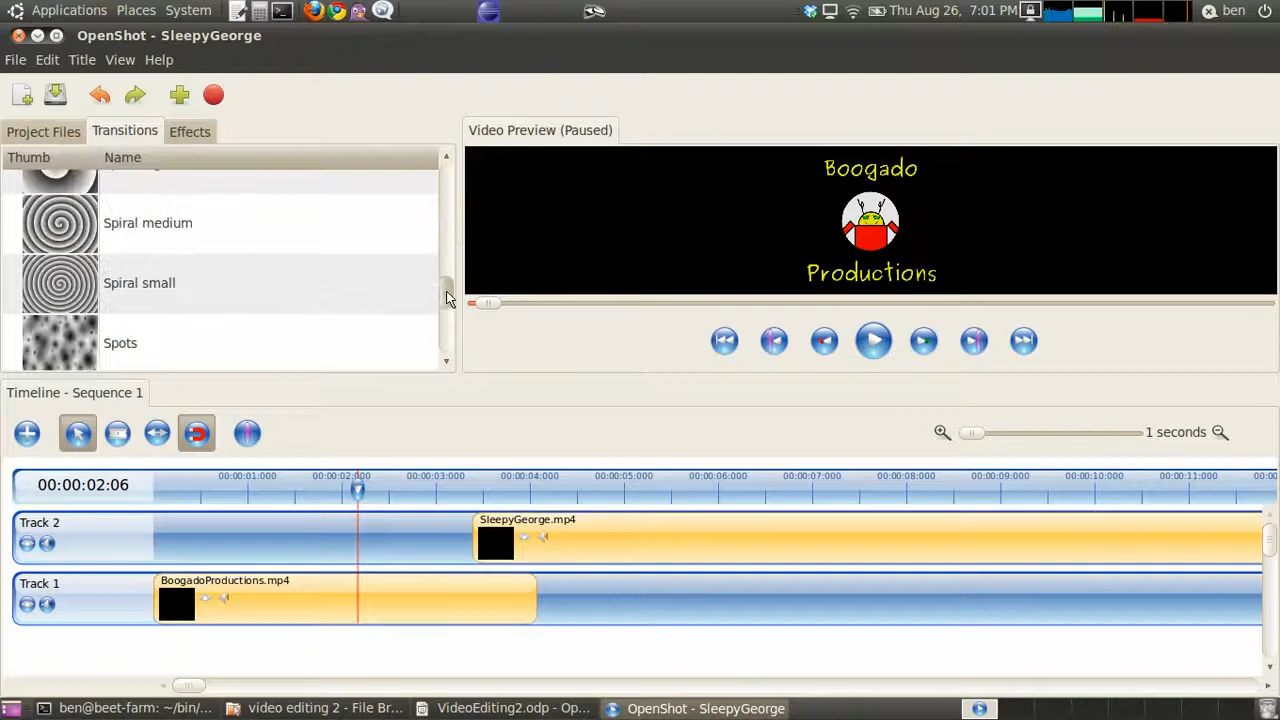 Applications Places System Thu Aug 26, 7:01 PM ben
OpenShot - SleepyGeorge
File Edit Title View Help
Project Files Transitions Effects Video Preview (Paused)
Thumb Name
Boogado
Spiral medium
Spiral small
Productions
Spots
Timeline - Sequence 1
1 seconds
00:00:02:06 00:00:01:000 00:00:02:000 00:00:03:000 00:00:04:000 00:00:05:000 00:00:06:000 00:00:07:000 00:00:08:000 00:00:09:000 00:00:10:000 00:00:11:000
Track 2 SleepyGeorge.mp4
Track 1 BoogadoProductions.mp4
ben@beet-farm: ~/bin/... video editing 2 - File Br... VideoEditing2.odp - Op... OpenShot - SleepyGeorge